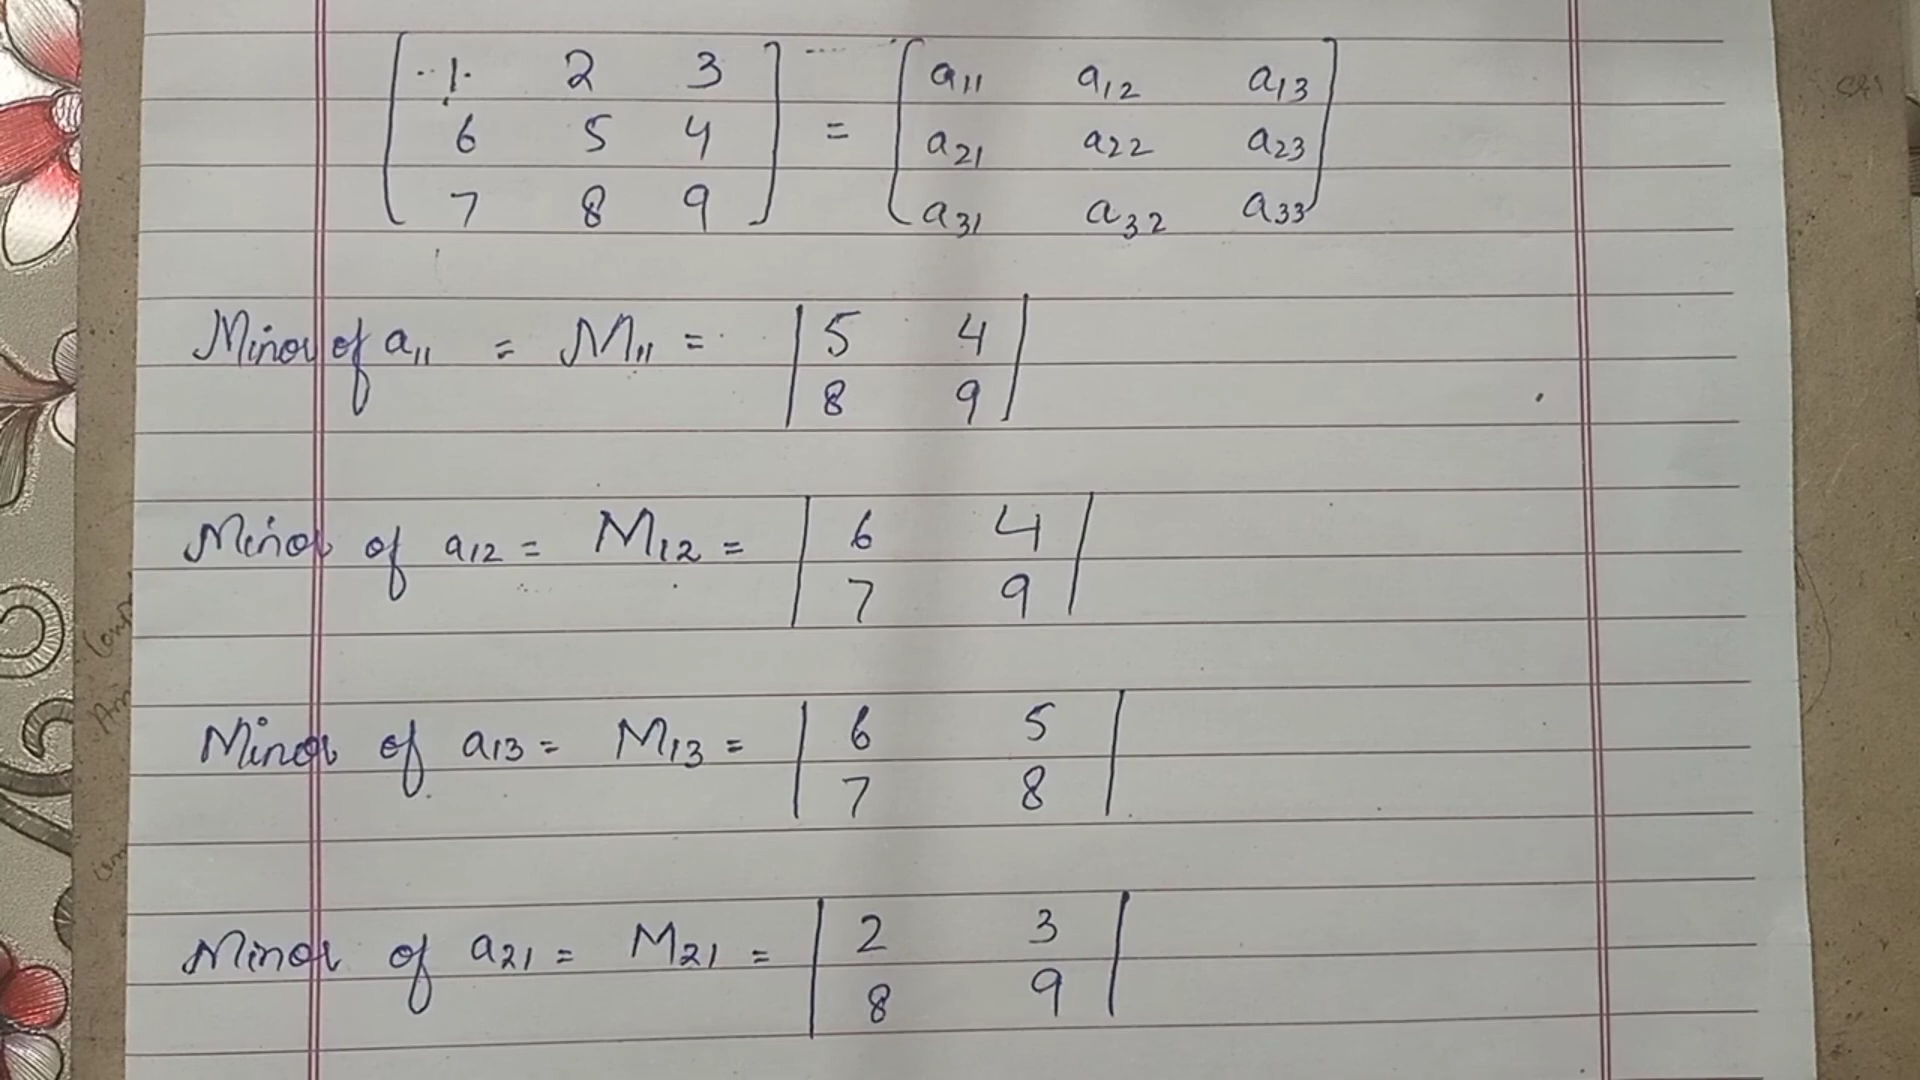 1 2 3 = a11 a12 a13
6 5 4 a21 a22 a23
7 8 9 a31 a32 a33
Minor of a11 = M11 = 5 4
8 9
Minor of a12 = M12 = 6 4
7 9
Minor of a13 = M13 = 6 5
7 8
Minor of a21 = M21 = 2 3
8 9